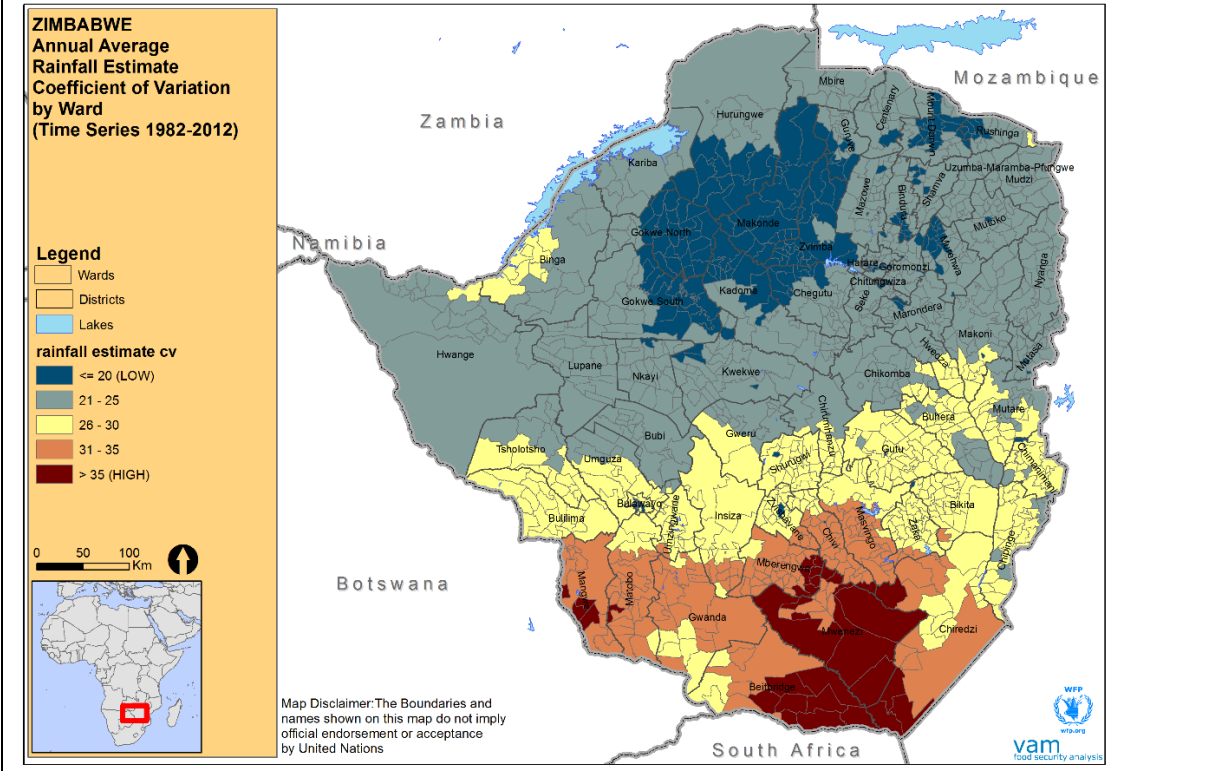 ZIMBABWE
Annual Average
Rainfall Estimate
Coefficient of Variation
by Ward
(Time Series 1982-2012)
Legend
Wards
Districts
Lakes
rainfall estimate cv
<= 20 (LOW)
21 - 25
26 - 30
31 - 35
> 35 (HIGH)
0 50 100
Km
Zambia
Mozambique
Namibia
Botswana
South Africa
Mbire
Hurungwe
Guruve
Centenary
Mount Darwin
Rushinga
Kariba
Uzumba-Maramba-Pfungwe
Mudzi
Mazowe
Bindura
Shamva
Mutoko
Makonde
Gokwe North
Zvimba
Murehwa
Nyanga
Binga
Harare
Goromonzi
Chitungwiza
Kadoma
Chegutu
Seke
Gokwe South
Marondera
Makoni
Hwedza
Mutasa
Hwange
Lupane
Nkayi
Kwekwe
Chikomba
Chirumhanzu
Buhera
Mutare
Gweru
Bubi
Tsholotsho
Umguza
Shurugwi
Gutu
Chimanimani
Bulawayo
Bulilima
Umzingwane
Insiza
Zvishavane
Chivi
Masvingo
Zaka
Bikita
Chipinge
Mberengwa
Matobo
Gwanda
Mwenezi
Chiredzi
Beitbridge
Map Disclaimer:The Boundaries and
names shown on this map do not imply
official endorsement or acceptance
by United Nations
WFP
wfp.org
vam
food security analysis